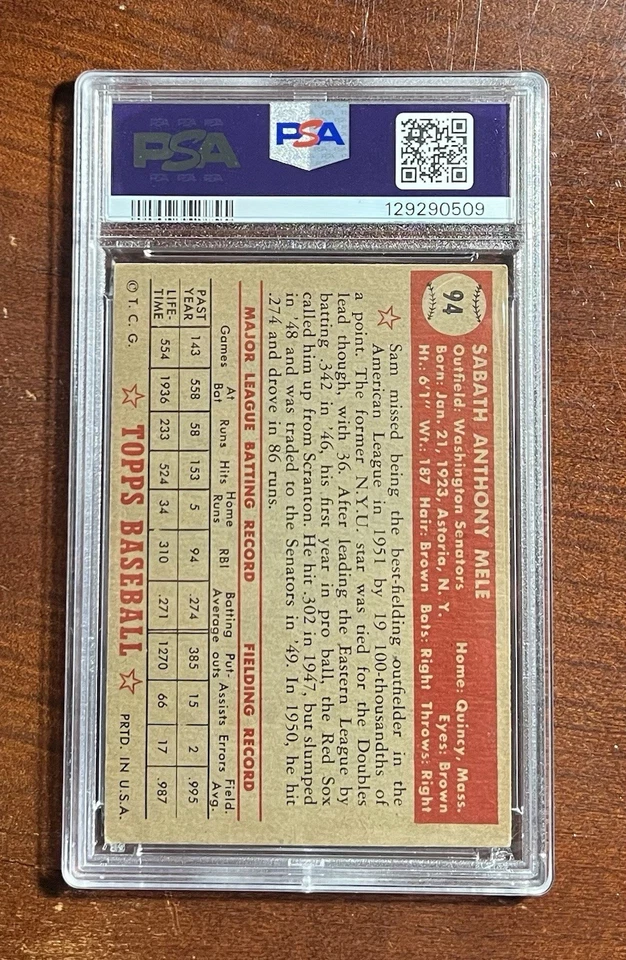 PSA
PSA
129290509
94
SABATH ANTHONY MELE
Outfield: Washington Senators Home: Quincy, Mass.
Born: Jan. 21, 1923, Astoria, N. Y. Eyes: Brown
Ht.: 6'1" Wt.: 187 Hair: Brown Bats: Right Throws: Right
Sam missed being the best-fielding outfielder in the
American League in 1951 by 19 100-thousandths of
a point. The former N.Y.U. star was tied for the Doubles
lead though, with 36. After leading the Eastern League by
batting .342 in '46, his first year in pro ball, the Red Sox
called him up from Scranton. He hit .302 in 1947, but slumped
in '48 and was traded to the Senators in '49. In 1950, he hit
.274 and drove in 86 runs.
MAJOR LEAGUE BATTING RECORD FIELDING RECORD
Games At Bat Runs Hits Home Runs RBI Batting Average Put-outs Assists Errors Field. Avg.
PAST YEAR 143 558 58 153 5 94 .274 385 15 2 .995
LIFE-TIME 554 1936 233 524 34 310 .271 1270 66 17 .987
© T. C. G. TOPPS BASEBALL PRTD. IN U.S.A.